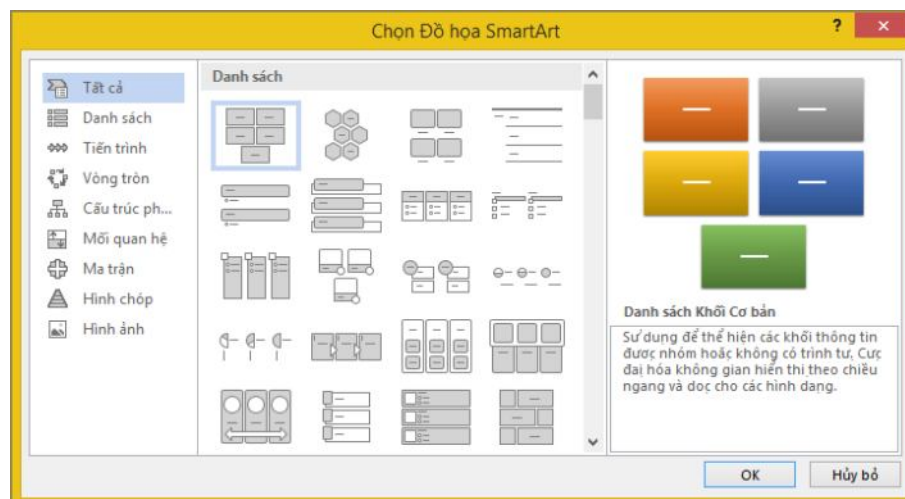 Chọn Đồ họa SmartArt
?
Tất cả
Danh sách
Tiến trình
Vòng tròn
Cấu trúc ph...
Mối quan hệ
Ma trận
Hình chóp
Hình ảnh
Danh sách
Danh sách Khối Cơ bản
Sử dụng để thể hiện các khối thông tin
được nhóm hoặc không có trình tự. Cực
đại hóa không gian hiển thị theo chiều
ngang và dọc cho các hình dạng.
OK
Hủy bỏ